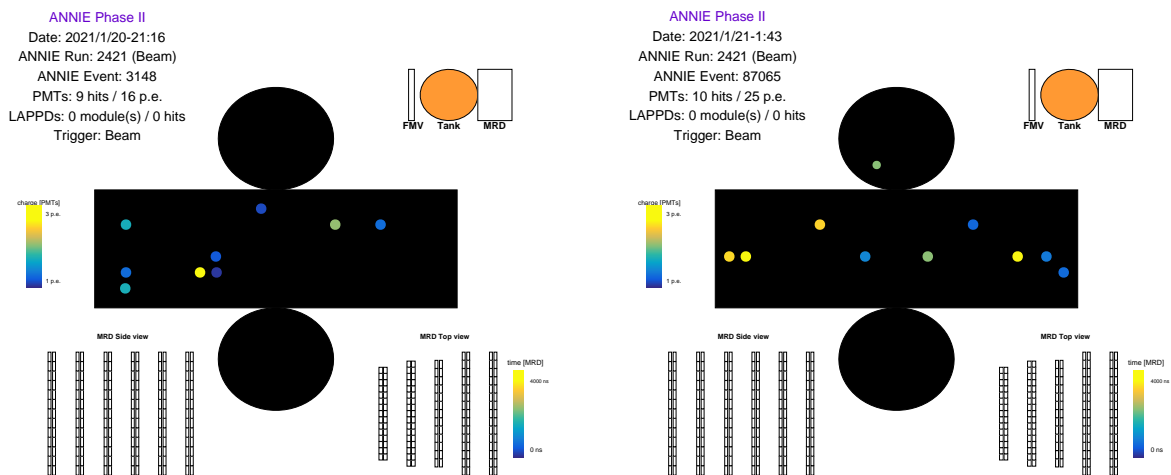 ANNIE Phase II
Date: 2021/1/20-21:16
ANNIE Run: 2421 (Beam)
ANNIE Event: 3148
PMTs: 9 hits / 16 p.e.
LAPPDs: 0 module(s) / 0 hits
Trigger: Beam
FMV Tank MRD
charge [PMTs]
3 p.e.
1 p.e.
MRD Side view
MRD Top view
time [MRD]
4000 ns
0 ns
ANNIE Phase II
Date: 2021/1/21-1:43
ANNIE Run: 2421 (Beam)
ANNIE Event: 87065
PMTs: 10 hits / 25 p.e.
LAPPDs: 0 module(s) / 0 hits
Trigger: Beam
FMV Tank MRD
charge [PMTs]
3 p.e.
1 p.e.
MRD Side view
MRD Top view
time [MRD]
4000 ns
0 ns